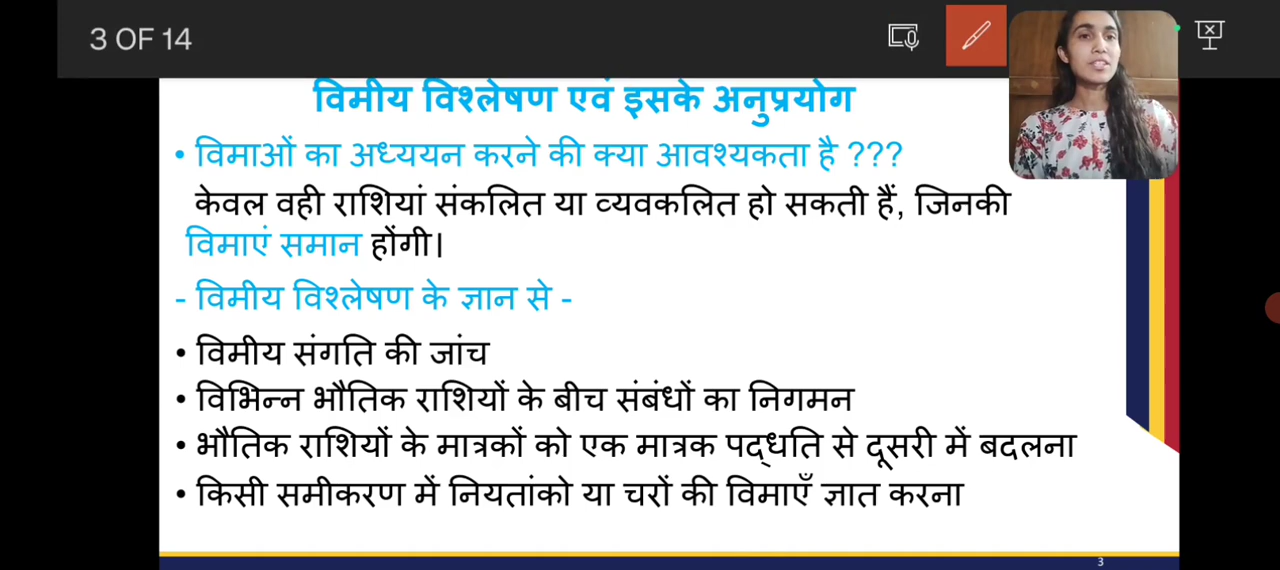 3 OF 14
विमीय विश्लेषण एवं इसके अनुप्रयोग
• विमाओं का अध्ययन करने की क्या आवश्यकता है ???
केवल वही राशियां संकलित या व्यवकलित हो सकती हैं, जिनकी
विमाएं समान होंगी।
- विमीय विश्लेषण के ज्ञान से -
• विमीय संगति की जांच
• विभिन्न भौतिक राशियों के बीच संबंधों का निगमन
• भौतिक राशियों के मात्रकों को एक मात्रक पद्धति से दूसरी में बदलना
• किसी समीकरण में नियतांको या चरों की विमाएँ ज्ञात करना
3